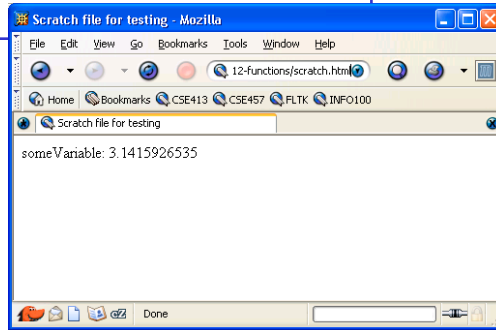 Scratch file for testing - Mozilla
File Edit View Go Bookmarks Tools Window Help
12-functions/scratch.html
Home Bookmarks CSE413 CSE457 FLTK INFO100
Scratch file for testing
someVariable: 3.1415926535
Done